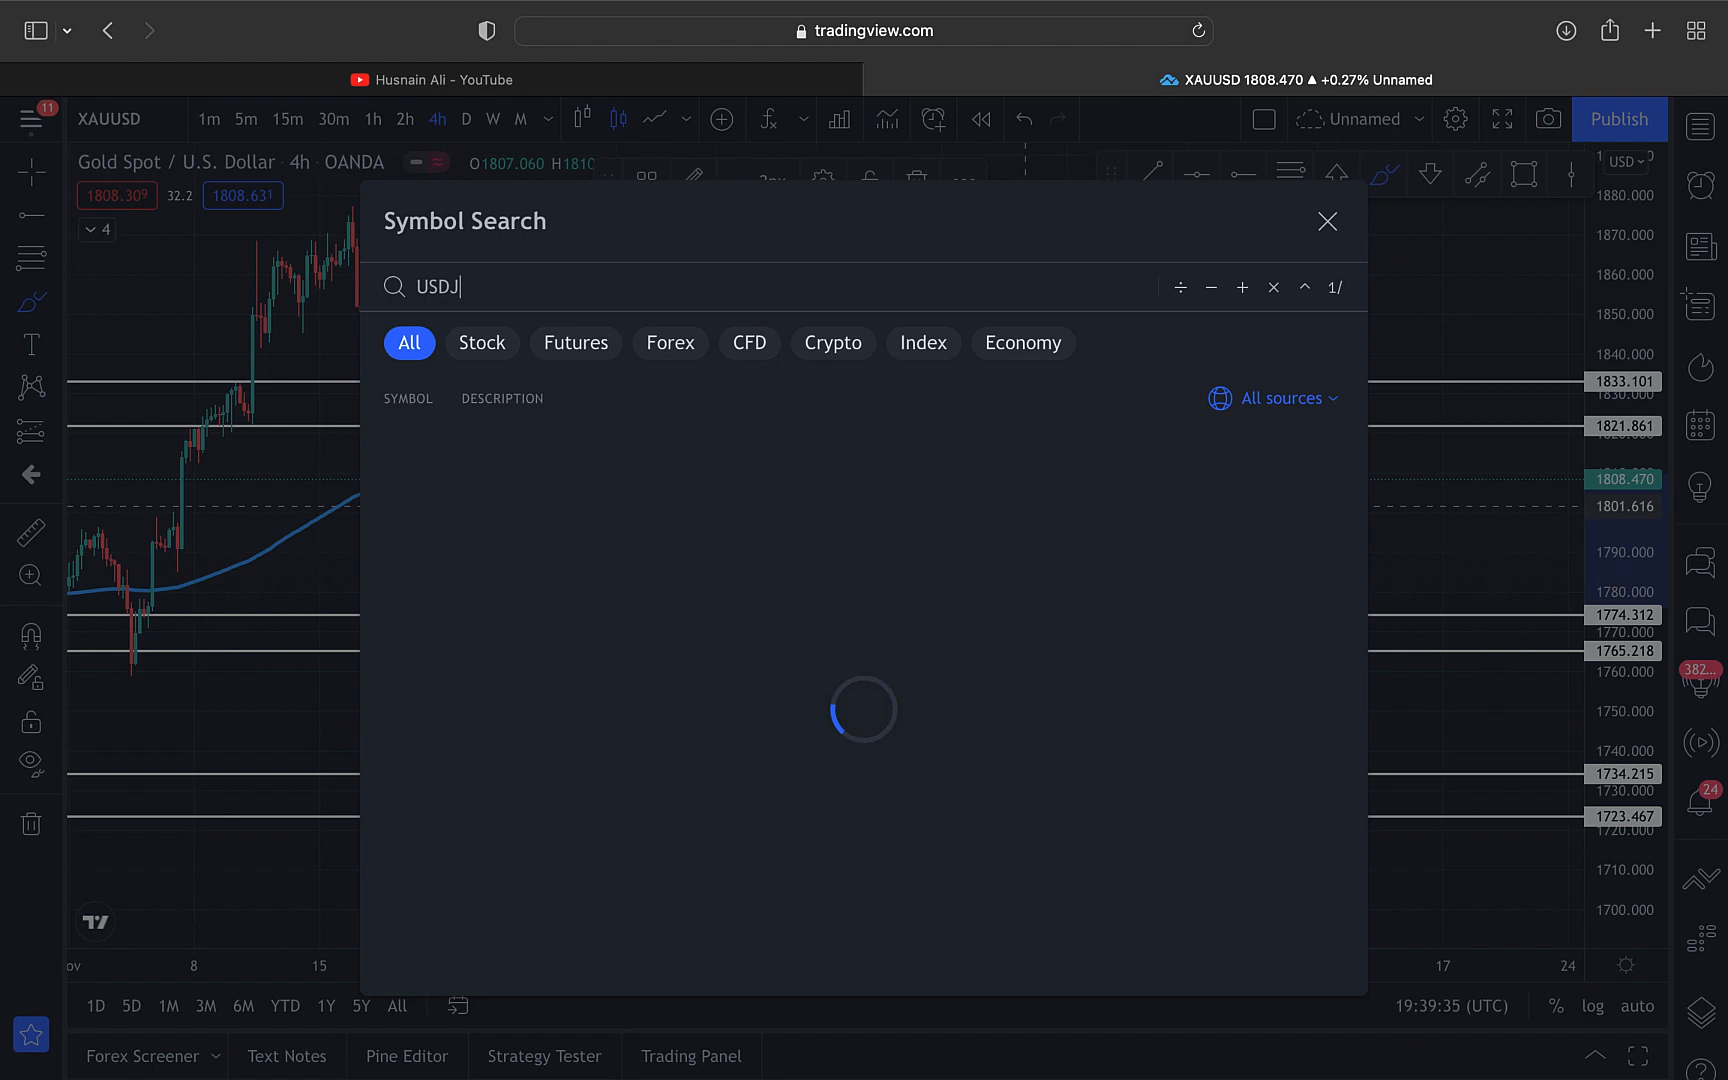 tradingview.com
Husnain Ali - YouTube
XAUUSD 1808.470 ▲ +0.27% Unnamed
11
XAUUSD 1m 5m 15m 30m 1h 2h 4h D W M
Unnamed
Publish
Gold Spot / U.S. Dollar · 4h · OANDA
O1807.060 H1810
USD
1808.309 32.2 1808.631
4
Symbol Search
USDJ
÷ − + × ^ 1/
All Stock Futures Forex CFD Crypto Index Economy
SYMBOL DESCRIPTION
All sources
1880.000
1870.000
1860.000
1850.000
1840.000
1833.101
1830.000
1821.861
1808.470
1801.616
1790.000
1780.000
1774.312
1770.000
1765.218
1760.000
1750.000
1740.000
1734.215
1730.000
1723.467
1720.000
1710.000
1700.000
382...
24
ov 8 15 17 24
1D 5D 1M 3M 6M YTD 1Y 5Y All
19:39:35 (UTC) % log auto
Forex Screener Text Notes Pine Editor Strategy Tester Trading Panel